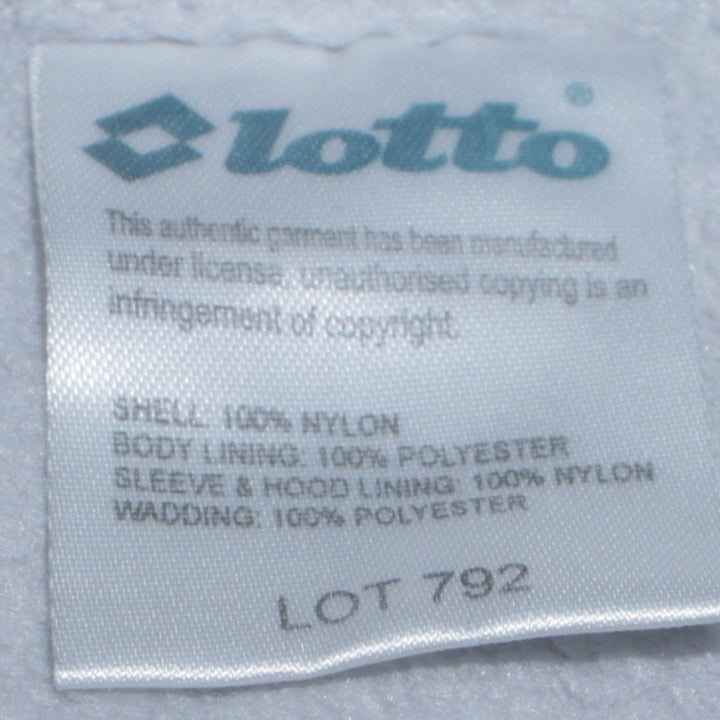 lotto®
This authentic garment has been manufactured
under license, unauthorised copying is an
infringement of copyright.
SHELL: 100% NYLON
BODY LINING: 100% POLYESTER
SLEEVE & HOOD LINING: 100% NYLON
WADDING: 100% POLYESTER
LOT 792